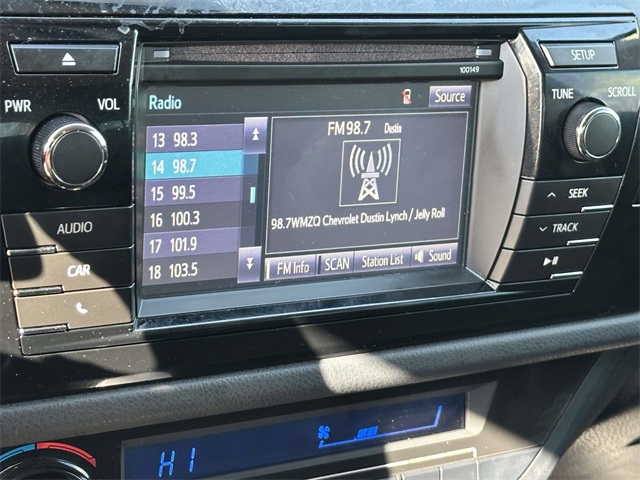 SETUP
100149
PWR
VOL
Radio
Source
TUNE
SCROLL
FM98.7 Dustin
13 98.3
14 98.7
15 99.5
16 100.3
17 101.9
18 103.5
98.7WMZQ Chevrolet Dustin Lynch / Jelly Roll
FM Info
SCAN
Station List
Sound
SEEK
TRACK
AUDIO
CAR
HI